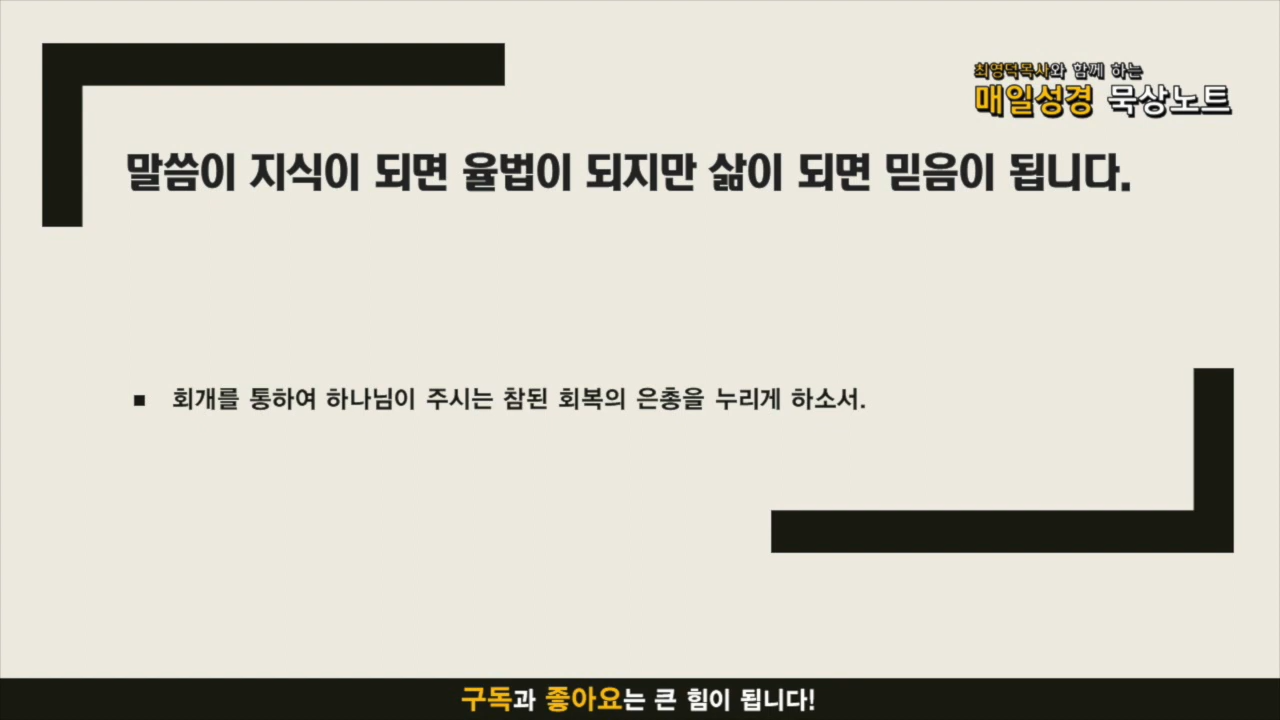 최영덕목사와 함께 하는
매일성경 묵상노트
말씀이 지식이 되면 율법이 되지만 삶이 되면 믿음이 됩니다.
■ 회개를 통하여 하나님이 주시는 참된 회복의 은총을 누리게 하소서.
구독과 좋아요는 큰 힘이 됩니다!